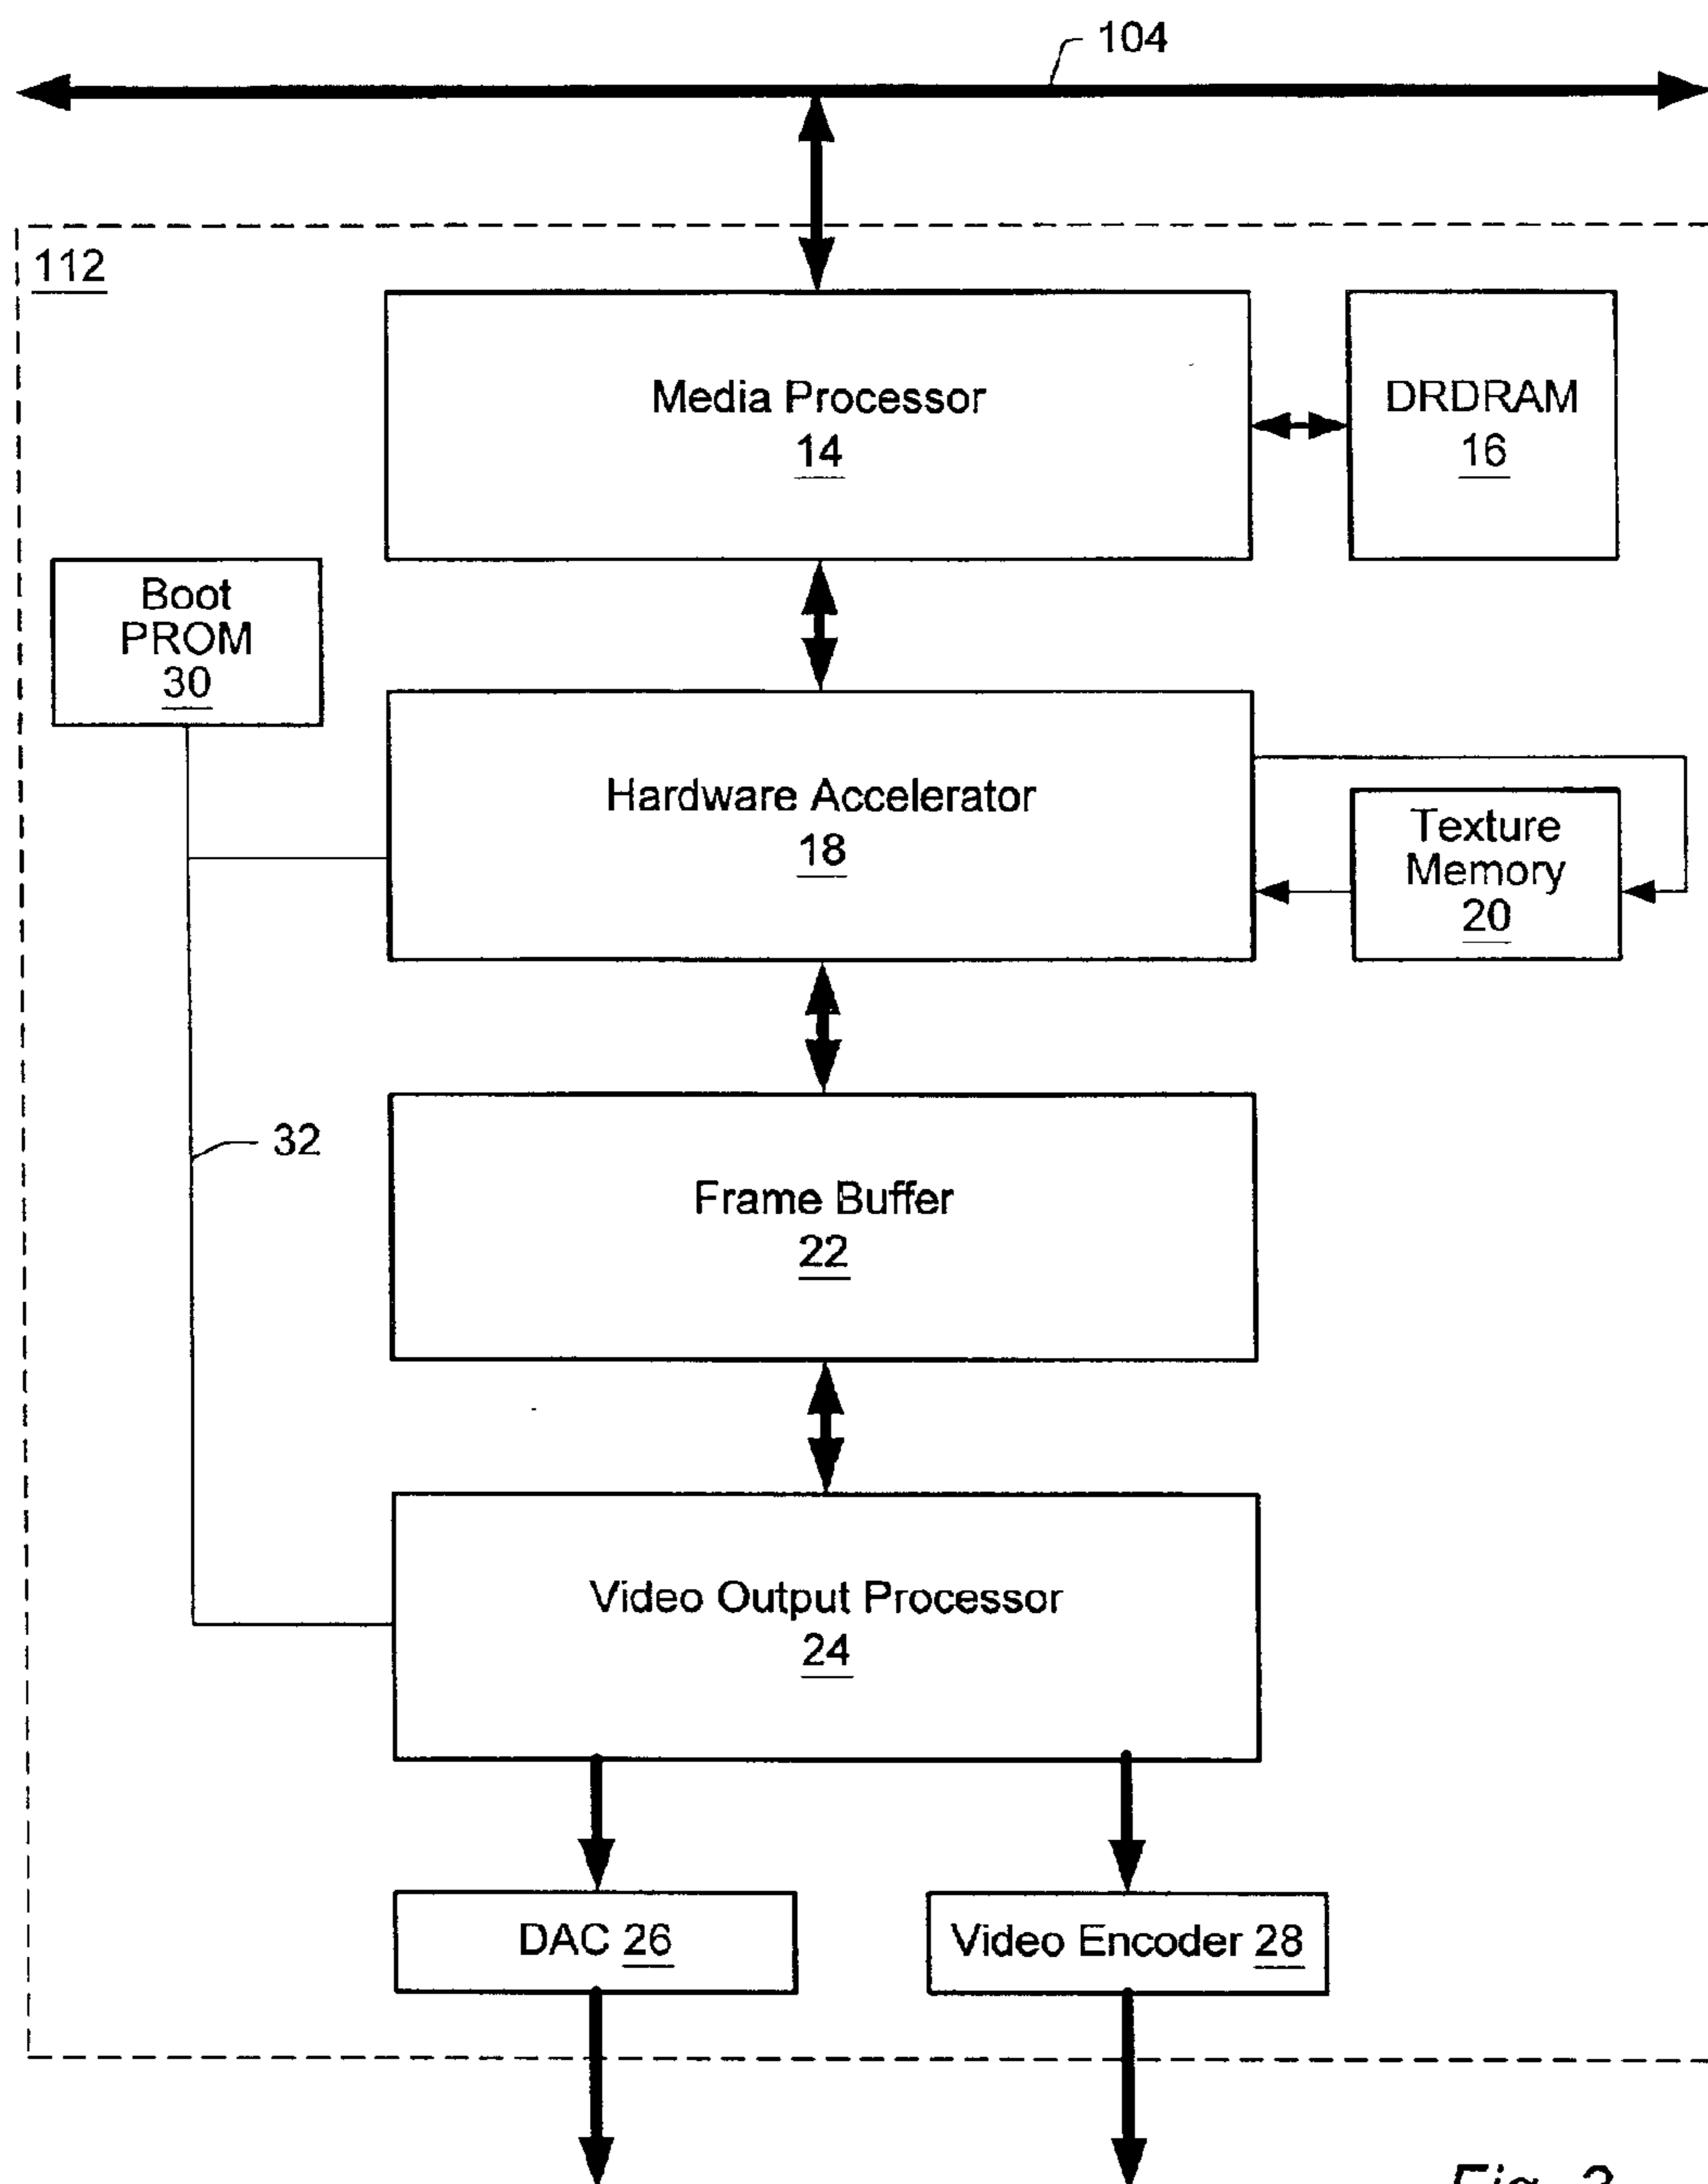 104
112
Media Processor
14
DRDRAM
16
Boot
PROM
30
Hardware Accelerator
18
Texture
Memory
20
32
Frame Buffer
22
Video Output Processor
24
DAC 26
Video Encoder 28
Fig.